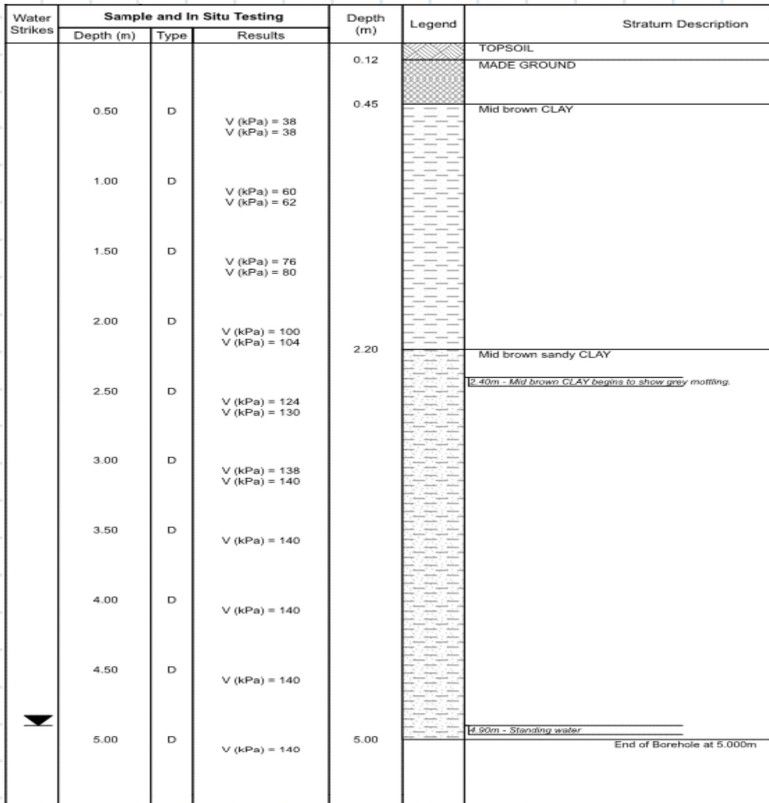 Water Strikes
Sample and In Situ Testing
Depth (m) Type Results
Depth (m)
Legend
Stratum Description
TOPSOIL
0.12
MADE GROUND
0.45
Mid brown CLAY
0.50 D
V (kPa) = 38
V (kPa) = 38
1.00 D
V (kPa) = 60
V (kPa) = 62
1.50 D
V (kPa) = 76
V (kPa) = 80
2.00 D
V (kPa) = 100
V (kPa) = 104
2.20
Mid brown sandy CLAY
2.40m - Mid brown CLAY begins to show grey mottling.
2.50 D
V (kPa) = 124
V (kPa) = 130
3.00 D
V (kPa) = 138
V (kPa) = 140
3.50 D
V (kPa) = 140
4.00 D
V (kPa) = 140
4.50 D
V (kPa) = 140
4.90m - Standing water
5.00 D
5.00
End of Borehole at 5.000m
V (kPa) = 140